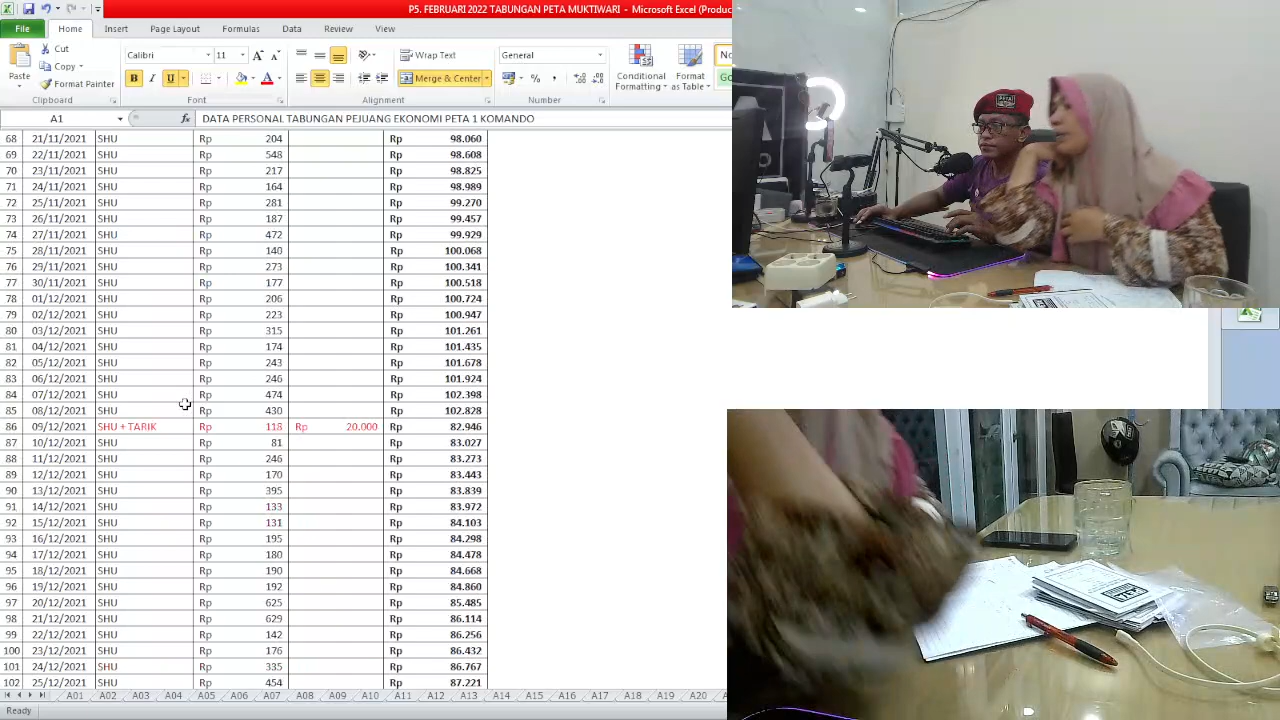 P5. FEBRUARI 2022 TABUNGAN PETA MUKTIWARI - Microsoft Excel (Produc
File Home Insert Page Layout Formulas Data Review View
Cut
Copy
Format Painter
Paste
Calibri 11
B I U
Wrap Text
Merge & Center
General
Conditional Formatting
Format as Table
No
Go
Clipboard Font Alignment Number
A1 fx DATA PERSONAL TABUNGAN PEJUANG EKONOMI PETA 1 KOMANDO
68 21/11/2021 SHU Rp 204 Rp 98.060
69 22/11/2021 SHU Rp 548 Rp 98.608
70 23/11/2021 SHU Rp 217 Rp 98.825
71 24/11/2021 SHU Rp 164 Rp 98.989
72 25/11/2021 SHU Rp 281 Rp 99.270
73 26/11/2021 SHU Rp 187 Rp 99.457
74 27/11/2021 SHU Rp 472 Rp 99.929
75 28/11/2021 SHU Rp 140 Rp 100.068
76 29/11/2021 SHU Rp 273 Rp 100.341
77 30/11/2021 SHU Rp 177 Rp 100.518
78 01/12/2021 SHU Rp 206 Rp 100.724
79 02/12/2021 SHU Rp 223 Rp 100.947
80 03/12/2021 SHU Rp 315 Rp 101.261
81 04/12/2021 SHU Rp 174 Rp 101.435
82 05/12/2021 SHU Rp 243 Rp 101.678
83 06/12/2021 SHU Rp 246 Rp 101.924
84 07/12/2021 SHU Rp 474 Rp 102.398
85 08/12/2021 SHU Rp 430 Rp 102.828
86 09/12/2021 SHU + TARIK Rp 118 Rp 20.000 Rp 82.946
87 10/12/2021 SHU Rp 81 Rp 83.027
88 11/12/2021 SHU Rp 246 Rp 83.273
89 12/12/2021 SHU Rp 170 Rp 83.443
90 13/12/2021 SHU Rp 395 Rp 83.839
91 14/12/2021 SHU Rp 133 Rp 83.972
92 15/12/2021 SHU Rp 131 Rp 84.103
93 16/12/2021 SHU Rp 195 Rp 84.298
94 17/12/2021 SHU Rp 180 Rp 84.478
95 18/12/2021 SHU Rp 190 Rp 84.668
96 19/12/2021 SHU Rp 192 Rp 84.860
97 20/12/2021 SHU Rp 625 Rp 85.485
98 21/12/2021 SHU Rp 629 Rp 86.114
99 22/12/2021 SHU Rp 142 Rp 86.256
100 23/12/2021 SHU Rp 176 Rp 86.432
101 24/12/2021 SHU Rp 335 Rp 86.767
102 25/12/2021 SHU Rp 454 Rp 87.221
A01 A02 A03 A04 A05 A06 A07 A08 A09 A10 A11 A12 A13 A14 A15 A16 A17 A18 A19 A20
Ready
PETA